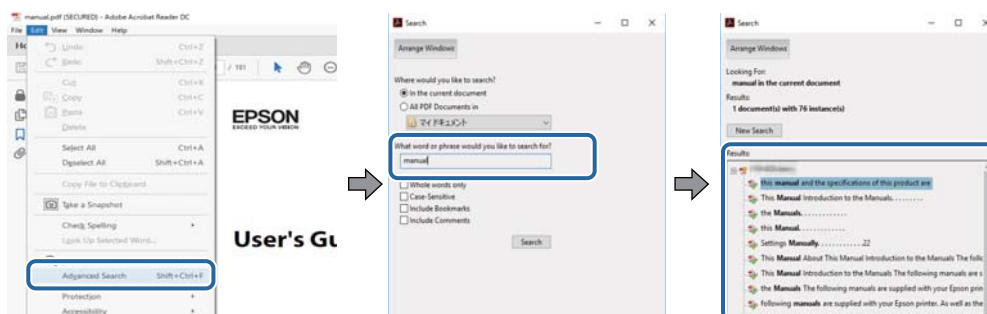 manual.pdf (SECURED) - Adobe Acrobat Reader DC
File Edit View Window Help
Undo Ctrl+Z
Redo Shift+Ctrl+Z
Cut Ctrl+X
Copy Ctrl+C
Paste Ctrl+V
Delete
Select All Ctrl+A
Deselect All Shift+Ctrl+A
Copy File to Clipboard
Take a Snapshot
Check Spelling
Look Up Selected Word...
Advanced Search Shift+Ctrl+F
Protection
Accessibility
/ 181
EPSON
EXCEED YOUR VISION
User's Gu
Search
Arrange Windows
Where would you like to search?
In the current document
All PDF Documents in
マイ ドキュメント
What word or phrase would you like to search for?
manual
Whole words only
Case-Sensitive
Include Bookmarks
Include Comments
Search
Search
Arrange Windows
Looking For:
manual in the current document
Results:
1 document(s) with 76 instance(s)
New Search
Results:
this manual and the specifications of this product are
This Manual Introduction to the Manuals. . . . . . . . .
the Manuals. . . . . . . . . . . . .
this Manual. . . . . . . . . . . . .
Settings Manually. . . . . . . . . . . . .22
This Manual About This Manual Introduction to the Manuals The follo
This Manual Introduction to the Manuals The following manuals are s
the Manuals The following manuals are supplied with your Epson prin
following manuals are supplied with your Epson printer. As well as the